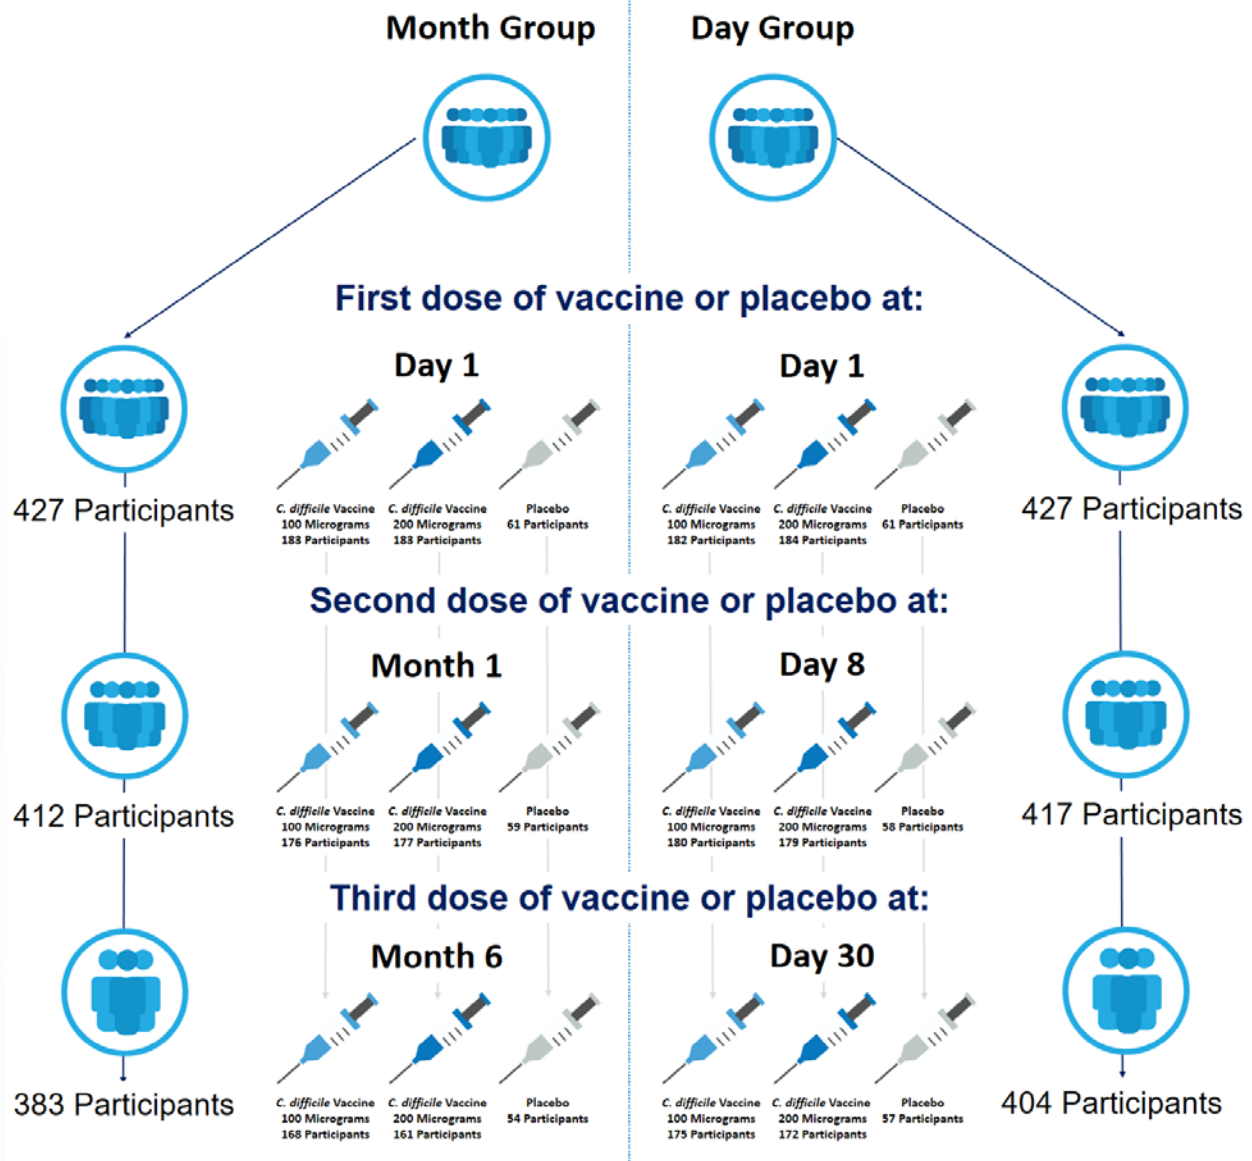 Month Group
Day Group
First dose of vaccine or placebo at:
Day 1
Day 1
427 Participants
C. difficile Vaccine
100 Micrograms
183 Participants
C. difficile Vaccine
200 Micrograms
183 Participants
Placebo
61 Participants
C. difficile Vaccine
100 Micrograms
182 Participants
C. difficile Vaccine
200 Micrograms
184 Participants
Placebo
61 Participants
427 Participants
Second dose of vaccine or placebo at:
Month 1
Day 8
412 Participants
C. difficile Vaccine
100 Micrograms
176 Participants
C. difficile Vaccine
200 Micrograms
177 Participants
Placebo
59 Participants
C. difficile Vaccine
100 Micrograms
180 Participants
C. difficile Vaccine
200 Micrograms
179 Participants
Placebo
58 Participants
417 Participants
Third dose of vaccine or placebo at:
Month 6
Day 30
383 Participants
C. difficile Vaccine
100 Micrograms
168 Participants
C. difficile Vaccine
200 Micrograms
161 Participants
Placebo
54 Participants
C. difficile Vaccine
100 Micrograms
175 Participants
C. difficile Vaccine
200 Micrograms
172 Participants
Placebo
57 Participants
404 Participants